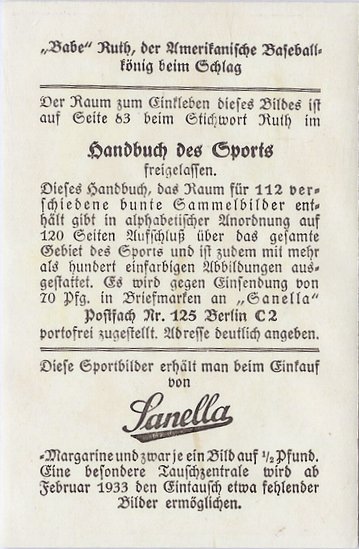 „Babe“ Ruth, der Amerikanische Baseball-
könig beim Schlag
Der Raum zum Einkleben dieses Bildes ist
auf Seite 83 beim Stichwort Ruth im
Handbuch des Sports
freigelassen.
Dieses Handbuch, das Raum für 112 ver-
schiedene bunte Sammelbilder ent-
hält gibt in alphabetischer Anordnung auf
120 Seiten Aufschluß über das gesamte
Gebiet des Sports und ist zudem mit mehr
als hundert einfarbigen Abbildungen aus-
gestattet. Es wird gegen Einsendung von
70 Pfg. in Briefmarken an „Sanella“
Postfach Nr. 125 Berlin C2
portofrei zugestellt. Adresse deutlich angeben.
Diese Sportbilder erhält man beim Einkauf
von
Sanella
-Margarine und zwar je ein Bild auf ½ Pfund.
Eine besondere Tauschzentrale wird ab
Februar 1933 den Eintausch etwa fehlender
Bilder ermöglichen.